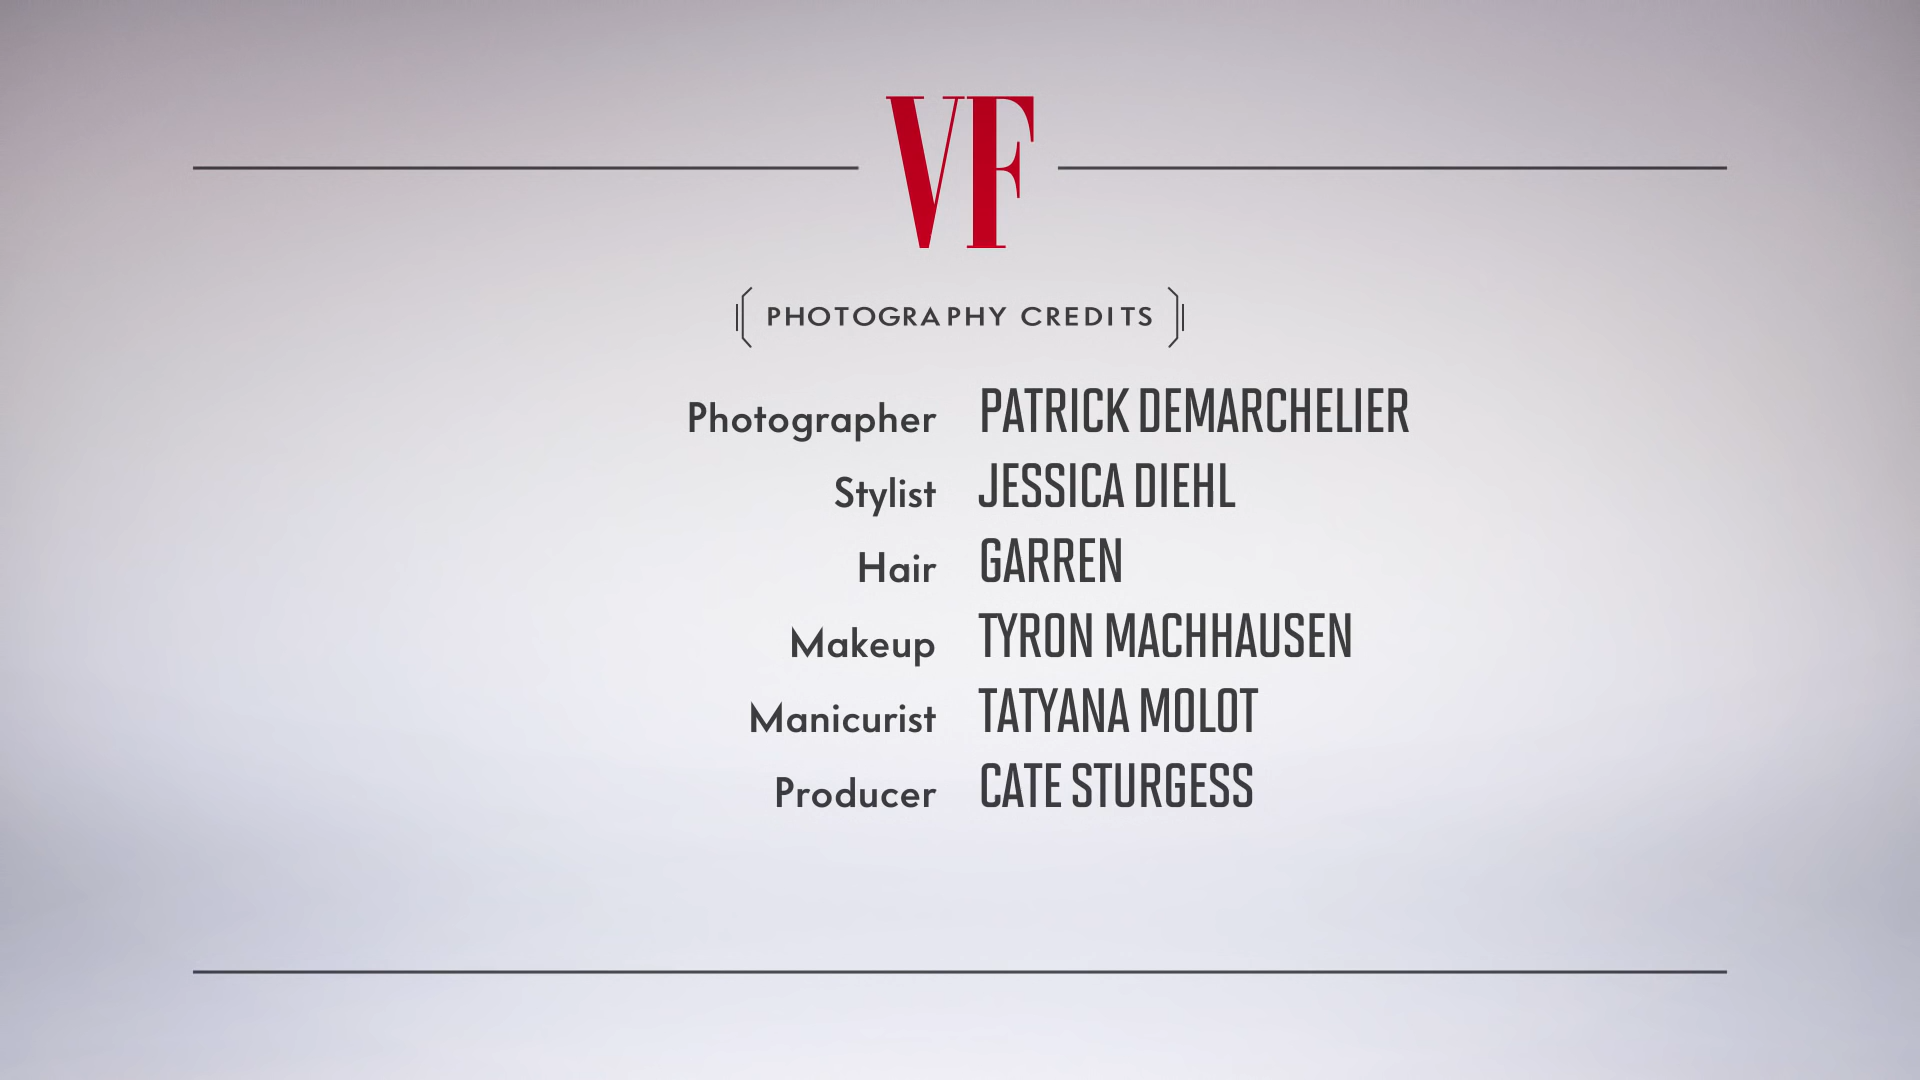 VF
PHOTOGRAPHY CREDITS
Photographer PATRICK DEMARCHELIER
Stylist JESSICA DIEHL
Hair GARREN
Makeup TYRON MACHHAUSEN
Manicurist TATYANA MOLOT
Producer CATE STURGESS